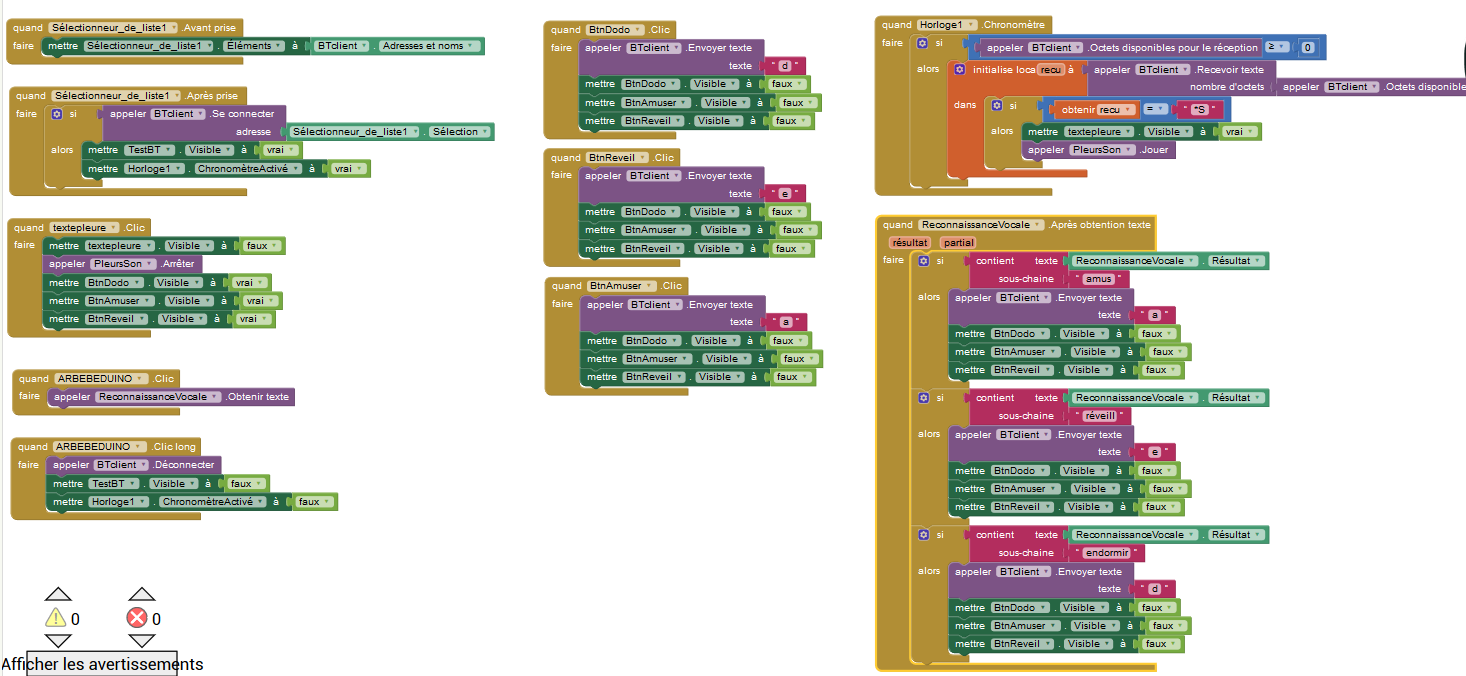 quand Sélectionneur_de_liste1 .Avant prise
faire mettre Sélectionneur_de_liste1 . Éléments à BTclient . Adresses et noms
quand Sélectionneur_de_liste1 .Après prise
faire si appeler BTclient .Se connecter
adresse Sélectionneur_de_liste1 . Sélection
alors mettre TestBT . Visible à vrai
mettre Horloge1 . ChronomètreActivé à vrai
quand textepleure .Clic
faire mettre textepleure . Visible à faux
appeler PleursSon .Arrêter
mettre BtnDodo . Visible à vrai
mettre BtnAmuser . Visible à vrai
mettre BtnReveil . Visible à vrai
quand ARBEBEDUINO .Clic
faire appeler ReconnaissanceVocale .Obtenir texte
quand ARBEBEDUINO .Clic long
faire appeler BTclient .Déconnecter
mettre TestBT . Visible à faux
mettre Horloge1 . ChronomètreActivé à faux
0 0
Afficher les avertissements
quand BtnDodo .Clic
faire appeler BTclient .Envoyer texte
texte " d "
mettre BtnDodo . Visible à faux
mettre BtnAmuser . Visible à faux
mettre BtnReveil . Visible à faux
quand BtnReveil .Clic
faire appeler BTclient .Envoyer texte
texte " e "
mettre BtnDodo . Visible à faux
mettre BtnAmuser . Visible à faux
mettre BtnReveil . Visible à faux
quand BtnAmuser .Clic
faire appeler BTclient .Envoyer texte
texte " a "
mettre BtnDodo . Visible à faux
mettre BtnAmuser . Visible à faux
mettre BtnReveil . Visible à faux
quand Horloge1 .Chronomètre
faire si appeler BTclient .Octets disponibles pour le réception ≥ 0
alors initialise local recu à appeler BTclient .Recevoir texte
nombre d'octets appeler BTclient .Octets disponible
dans si obtenir recu = " *S "
alors mettre textepleure . Visible à vrai
appeler PleursSon .Jouer
quand ReconnaissanceVocale .Après obtention texte
résultat partial
faire si contient texte ReconnaissanceVocale . Résultat
sous-chaine " amus "
alors appeler BTclient .Envoyer texte
texte " a "
mettre BtnDodo . Visible à faux
mettre BtnAmuser . Visible à faux
mettre BtnReveil . Visible à faux
si contient texte ReconnaissanceVocale . Résultat
sous-chaine " réveill "
alors appeler BTclient .Envoyer texte
texte " e "
mettre BtnDodo . Visible à faux
mettre BtnAmuser . Visible à faux
mettre BtnReveil . Visible à faux
si contient texte ReconnaissanceVocale . Résultat
sous-chaine " endormir "
alors appeler BTclient .Envoyer texte
texte " d "
mettre BtnDodo . Visible à faux
mettre BtnAmuser . Visible à faux
mettre BtnReveil . Visible à faux